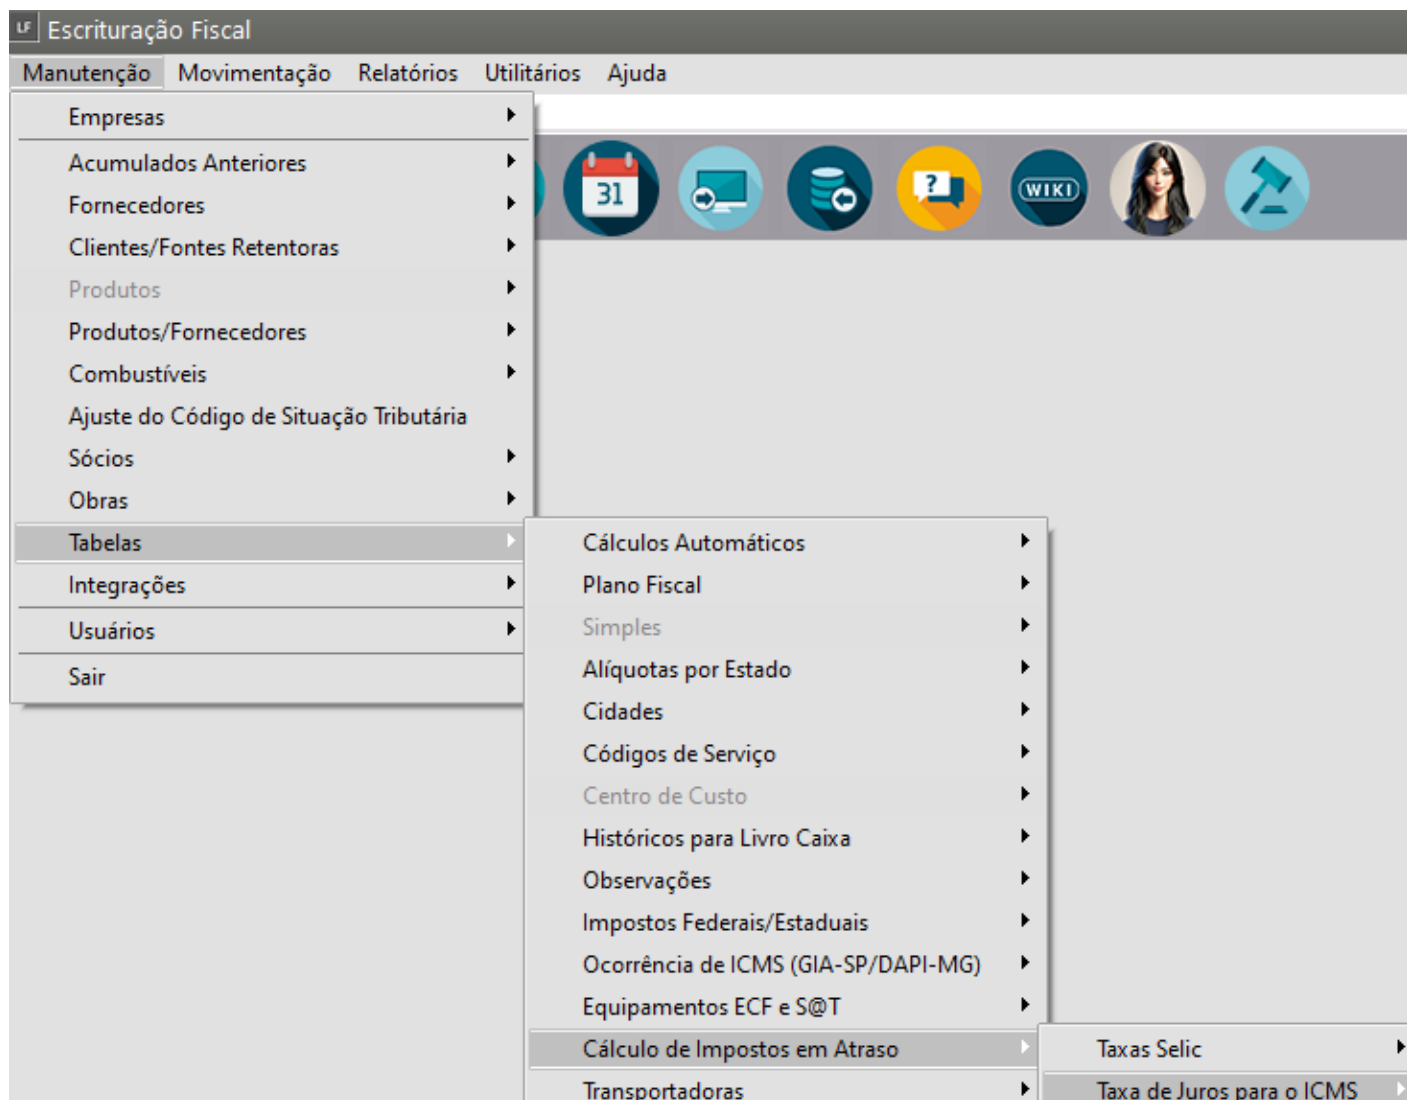 LF Escrituração Fiscal
Manutenção Movimentação Relatórios Utilitários Ajuda
Empresas
Acumulados Anteriores
Fornecedores
Clientes/Fontes Retentoras
Produtos
Produtos/Fornecedores
Combustíveis
Ajuste do Código de Situação Tributária
Sócios
Obras
Tabelas
Integrações
Usuários
Sair
31
?
WIKI
Cálculos Automáticos
Plano Fiscal
Simples
Alíquotas por Estado
Cidades
Códigos de Serviço
Centro de Custo
Históricos para Livro Caixa
Observações
Impostos Federais/Estaduais
Ocorrência de ICMS (GIA-SP/DAPI-MG)
Equipamentos ECF e S@T
Cálculo de Impostos em Atraso
Transportadoras
Taxas Selic
Taxa de Juros para o ICMS